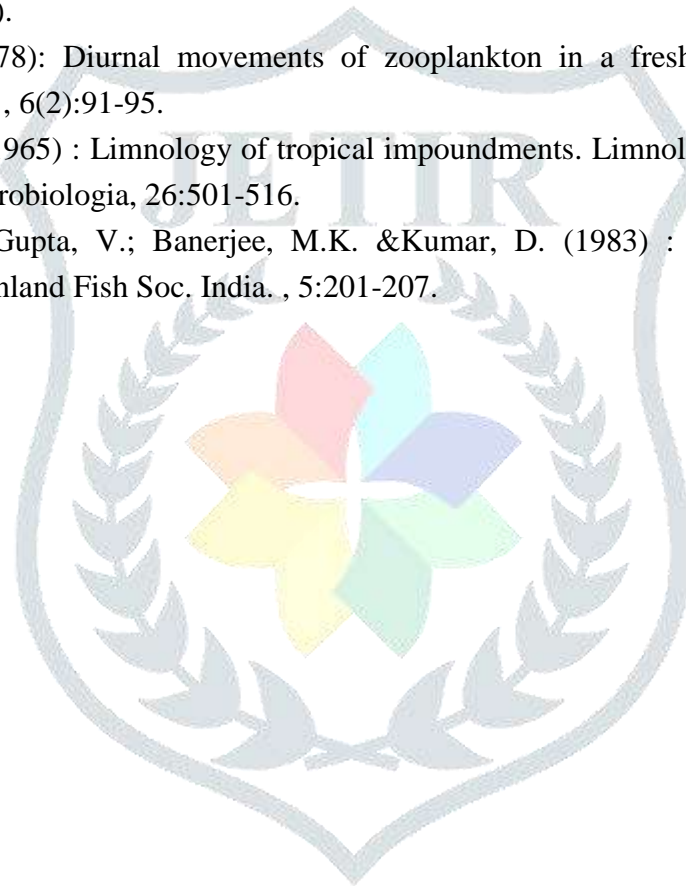 ).
78): Diurnal movements of zooplankton in a fresh
, 6(2):91-95.
965) : Limnology of tropical impoundments. Limnol
robiologia, 26:501-516.
Gupta, V.; Banerjee, M.K. &Kumar, D. (1983) :
nland Fish Soc. India. , 5:201-207.
JETIR